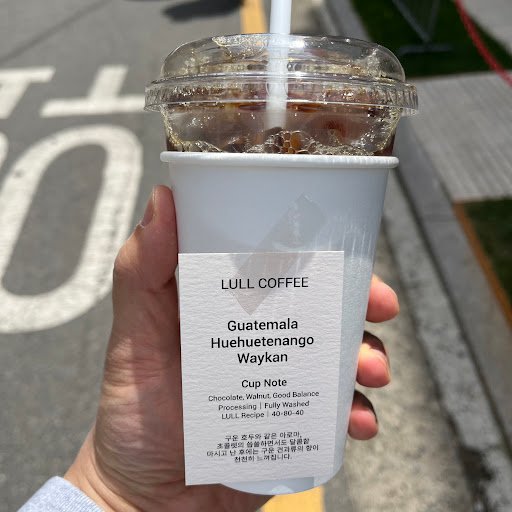 LULL COFFEE
Guatemala
Huehuetenango
Waykan
Cup Note
Chocolate, Walnut, Good Balance
Processing | Fully Washed
LULL Recipe | 40-80-40
구운 호두와 같은 아로마,
초콜렛의 쌉쌀하면서도 달콤함
마시고 난 후에는 구운 견과류의 향이
천천히 느껴집니다.